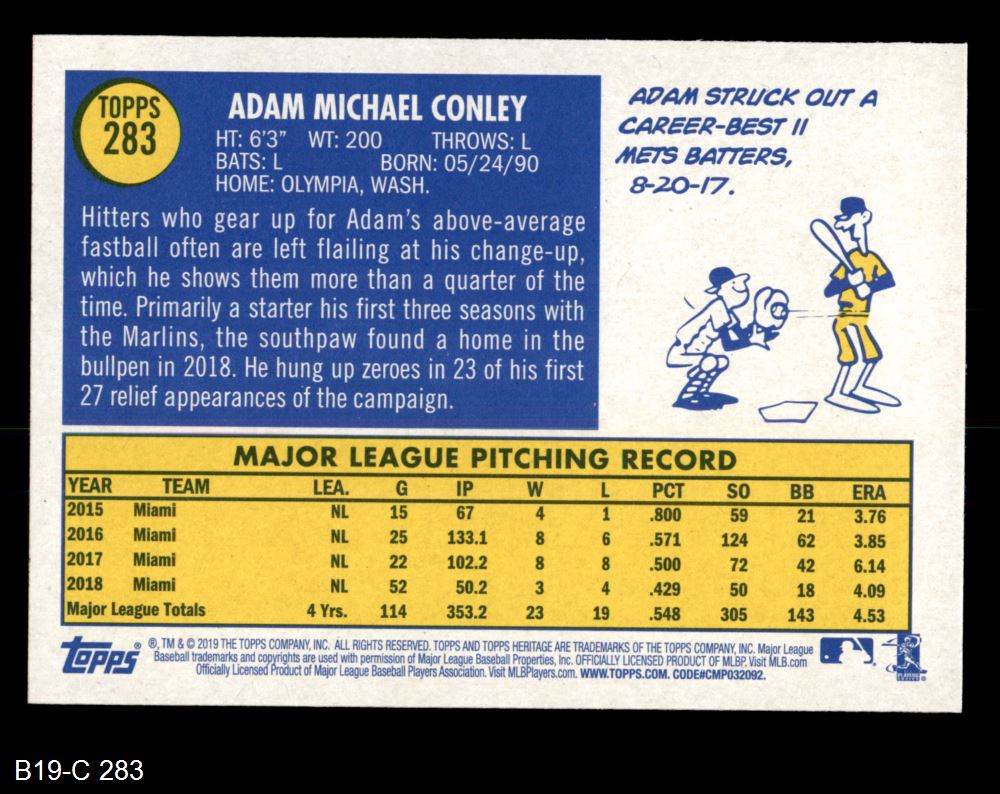 TOPPS
283
ADAM MICHAEL CONLEY
HT: 6'3" WT: 200 THROWS: L
BATS: L BORN: 05/24/90
HOME: OLYMPIA, WASH.
Hitters who gear up for Adam's above-average
fastball often are left flailing at his change-up,
which he shows them more than a quarter of the
time. Primarily a starter his first three seasons with
the Marlins, the southpaw found a home in the
bullpen in 2018. He hung up zeroes in 23 of his first
27 relief appearances of the campaign.
ADAM STRUCK OUT A
CAREER-BEST 11
METS BATTERS,
8-20-17.
MAJOR LEAGUE PITCHING RECORD
YEAR TEAM LEA. G IP W L PCT SO BB ERA
2015 Miami NL 15 67 4 1 .800 59 21 3.76
2016 Miami NL 25 133.1 8 6 .571 124 62 3.85
2017 Miami NL 22 102.2 8 8 .500 72 42 6.14
2018 Miami NL 52 50.2 3 4 .429 50 18 4.09
Major League Totals 4 Yrs. 114 353.2 23 19 .548 305 143 4.53
Topps ®, TM & © 2019 THE TOPPS COMPANY, INC. ALL RIGHTS RESERVED. TOPPS AND TOPPS HERITAGE ARE TRADEMARKS OF THE TOPPS COMPANY, INC. Major League
Baseball trademarks and copyrights are used with permission of Major League Baseball Properties, Inc. OFFICIALLY LICENSED PRODUCT OF MLBP. Visit MLB.com
Officially Licensed Product of Major League Baseball Players Association. Visit MLBPlayers.com. WWW.TOPPS.COM. CODE#CMP032092.
B19-C 283